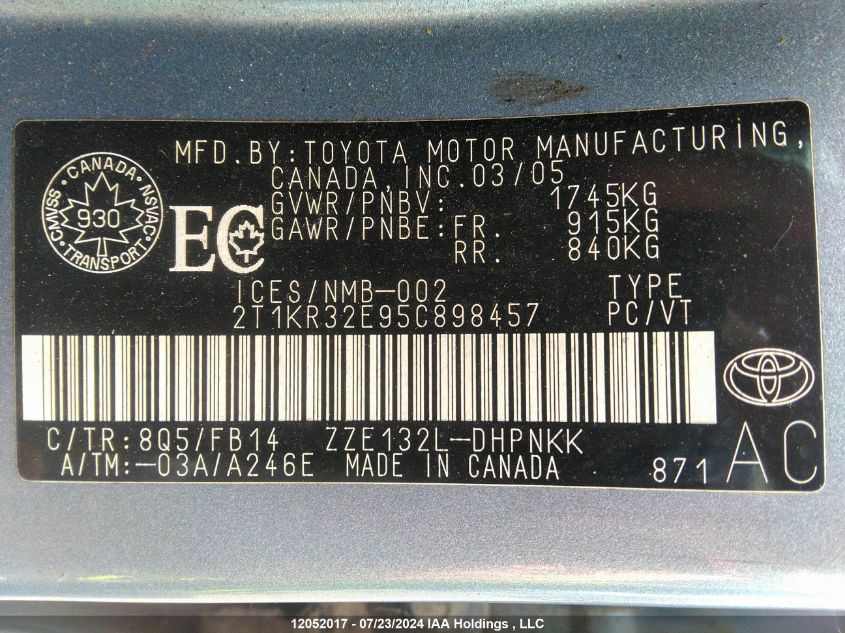 MFD.BY:TOYOTA MOTOR MANUFACTURING,
CANADA,INC.03/05
GVWR/PNBV: 1745KG
GAWR/PNBE:FR. 915KG
RR. 840KG
CANADA
CMVSS 930 NSVAC
TRANSPORT
EC
ICES/NMB-002 TYPE
2T1KR32E95C898457 PC/VT
C/TR:8Q5/FB14 ZZE132L-DHPNKK
A/TM:-03A/A246E MADE IN CANADA 871 AC
12052017 - 07/23/2024 IAA Holdings , LLC